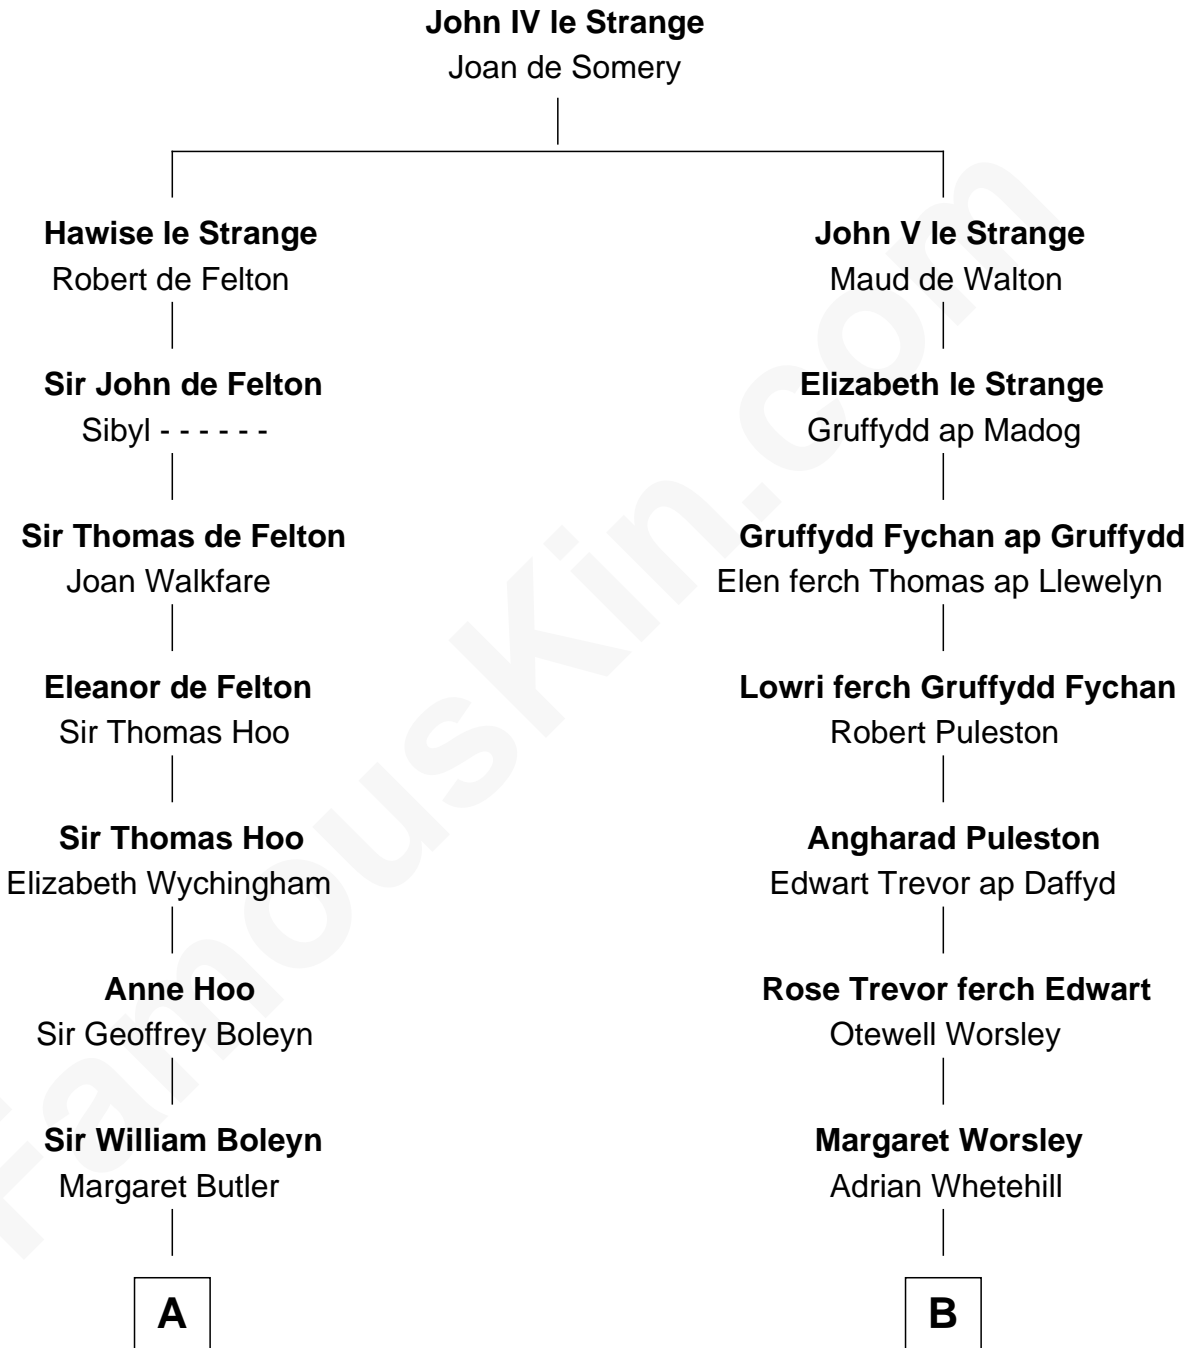 John IV le Strange
Joan de Somery
Hawise le Strange
Robert de Felton
John V le Strange
Maud de Walton
Sir John de Felton
Sibyl - - - - - -
Elizabeth le Strange
Gruffydd ap Madog
Sir Thomas de Felton
Joan Walkfare
Gruffydd Fychan ap Gruffydd
Elen ferch Thomas ap Llewelyn
Eleanor de Felton
Sir Thomas Hoo
Lowri ferch Gruffydd Fychan
Robert Puleston
Sir Thomas Hoo
Elizabeth Wychingham
Angharad Puleston
Edwart Trevor ap Daffyd
Anne Hoo
Sir Geoffrey Boleyn
Rose Trevor ferch Edwart
Otewell Worsley
Sir William Boleyn
Margaret Butler
Margaret Worsley
Adrian Whetehill
A
B
FamousKin.com